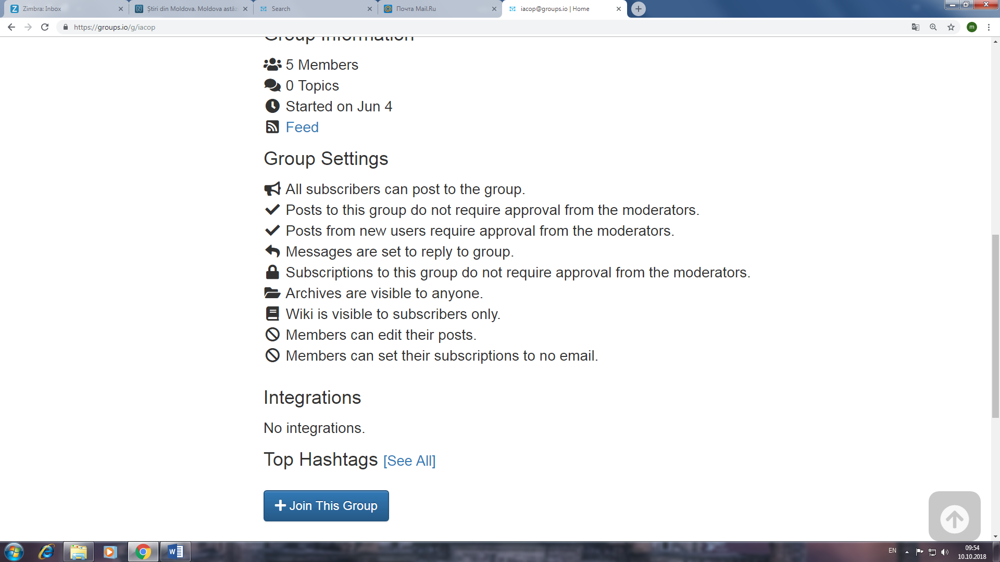 Zimbra: Inbox
Știri din Moldova. Moldova astăz
Search
Почта Mail.Ru
iacop@groups.io | Home
https://groups.io/g/iacop
m
Group Information
5 Members
0 Topics
Started on Jun 4
Feed
Group Settings
All subscribers can post to the group.
Posts to this group do not require approval from the moderators.
Posts from new users require approval from the moderators.
Messages are set to reply to group.
Subscriptions to this group do not require approval from the moderators.
Archives are visible to anyone.
Wiki is visible to subscribers only.
Members can edit their posts.
Members can set their subscriptions to no email.
Integrations
No integrations.
Top Hashtags [See All]
Join This Group
EN
09:54
10.10.2018